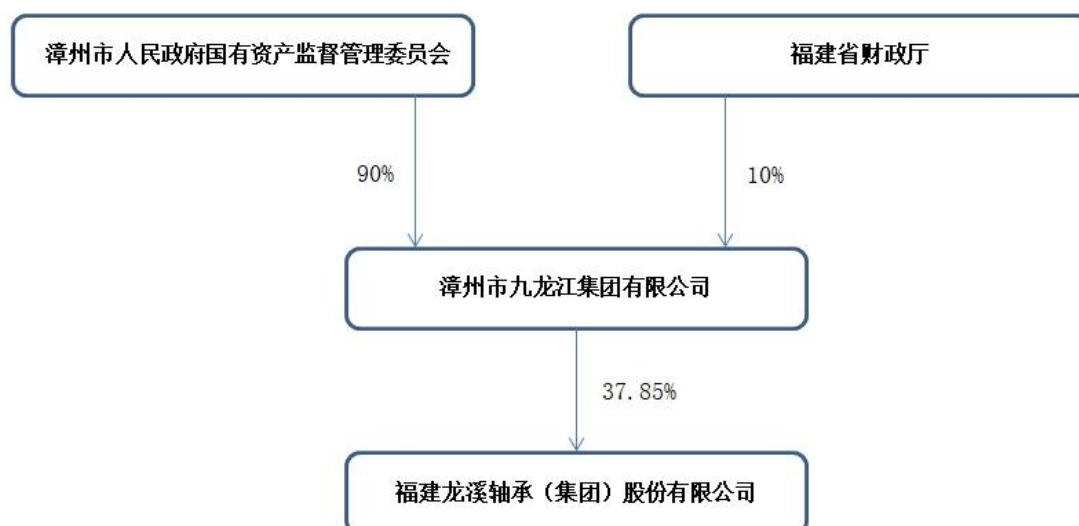 漳州市人民政府国有资产监督管理委员会
福建省财政厅
90%
10%
漳州市九龙江集团有限公司
37.85%
福建龙溪轴承（集团）股份有限公司